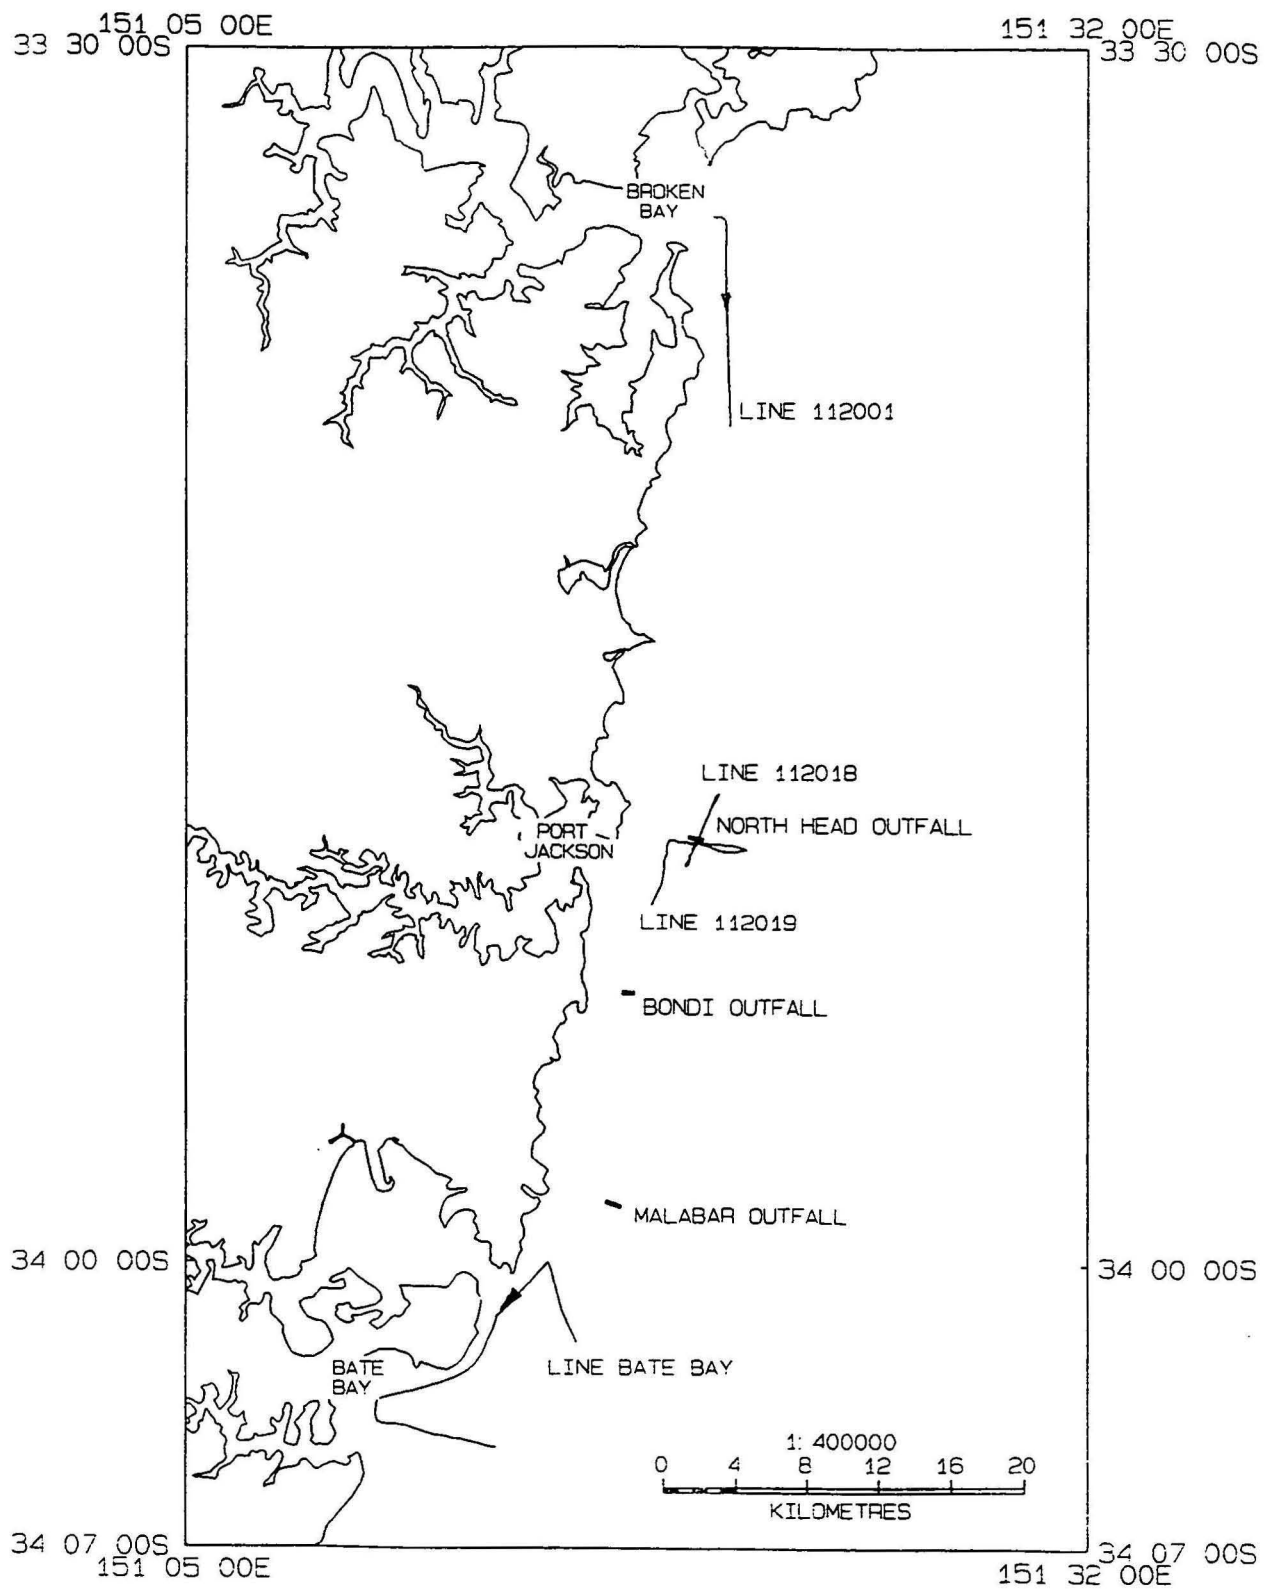 151 05 00E
151 32 00E
33 30 00S
33 30 00S
BROKEN
BAY
LINE 112001
LINE 112018
NORTH HEAD OUTFALL
PORT
JACKSON
LINE 112019
BONDI OUTFALL
MALABAR OUTFALL
34 00 00S
34 00 00S
BATE
BAY
LINE BATE BAY
1: 400000
0 4 8 12 16 20
KILOMETRES
34 07 00S
34 07 00S
151 05 00E
151 32 00E